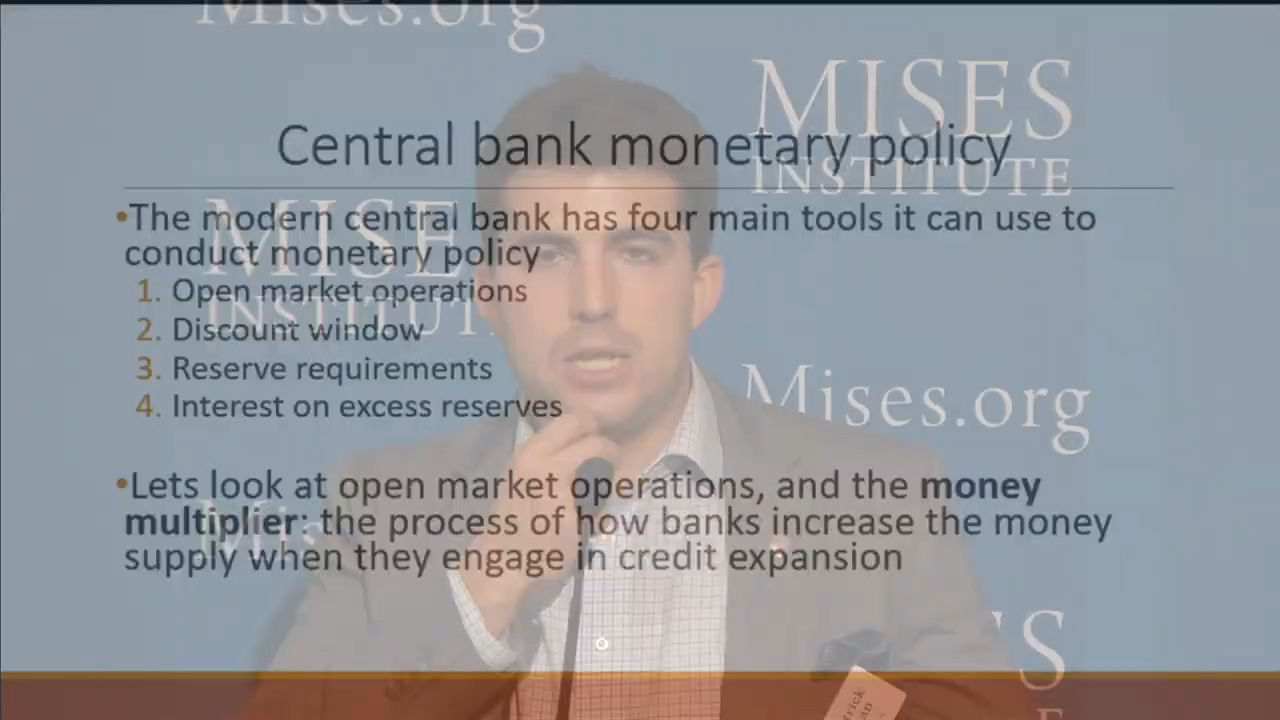 Mises.org
MISES
INSTITUTE
Central bank monetary policy
•The modern central bank has four main tools it can use to
conduct monetary policy
1. Open market operations
2. Discount window
3. Reserve requirements
4. Interest on excess reserves
•Lets look at open market operations, and the money
multiplier: the process of how banks increase the money
supply when they engage in credit expansion
MISE
INSTITUT
Mises.org
Mis
S